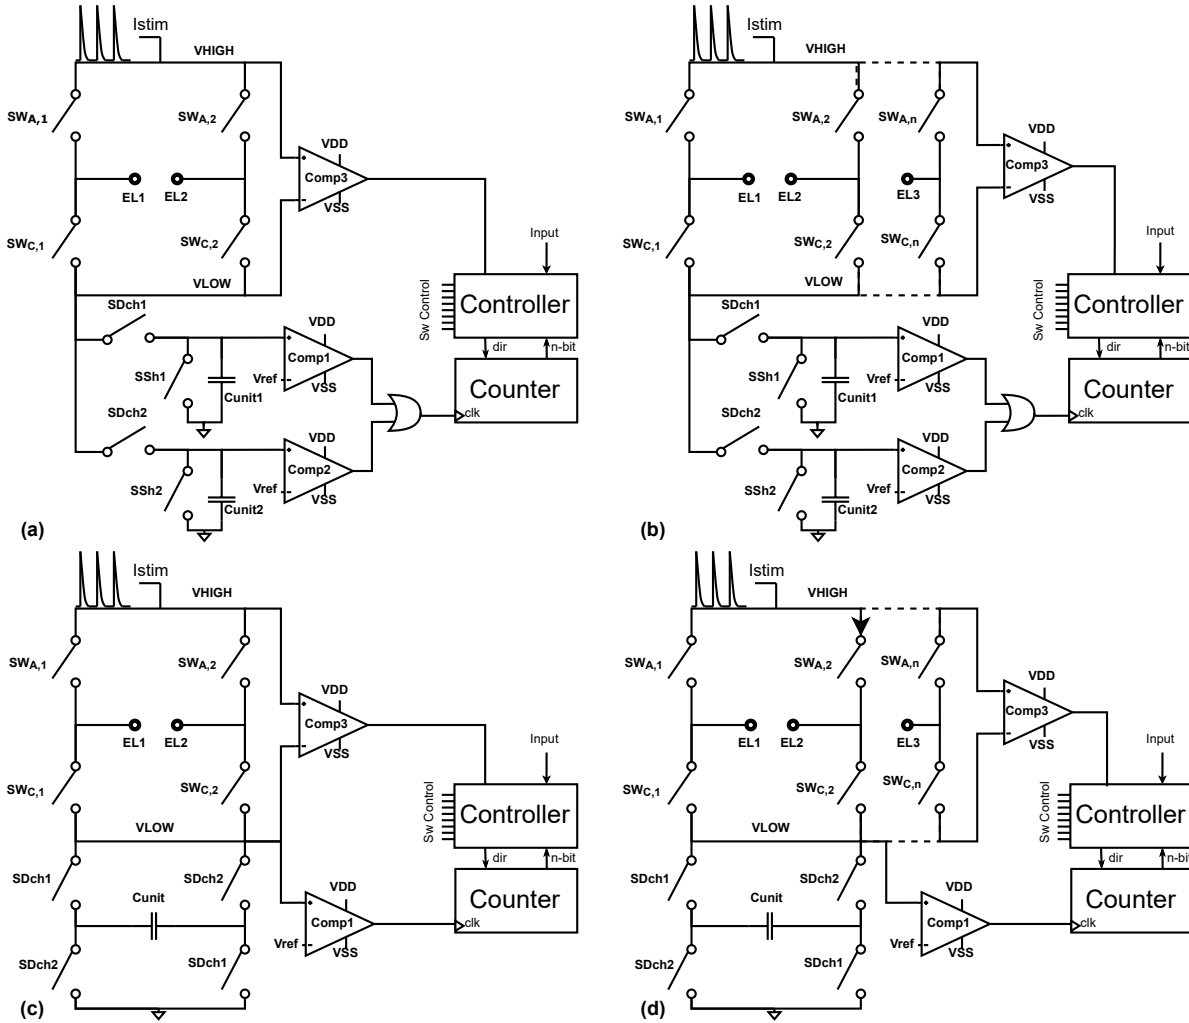 Istim
VHIGH
SWA,1
SWA,2
VDD
Comp3
VSS
EL1
EL2
SWC,1
SWC,2
Input
VLOW
Sw Control
Controller
SDch1
VDD
dir
n-bit
Comp1
Vref
VSS
SSh1
Cunit1
Counter
clk
SDch2
VDD
Comp2
Vref
VSS
SSh2
Cunit2
(a)
Istim
VHIGH
SWA,1
SWA,2
SWA,n
VDD
Comp3
VSS
EL1
EL2
EL3
SWC,1
SWC,2
SWC,n
Input
VLOW
Sw Control
Controller
SDch1
VDD
dir
n-bit
Comp1
Vref
VSS
SSh1
Cunit1
Counter
clk
SDch2
VDD
Comp2
Vref
VSS
SSh2
Cunit2
(b)
Istim
VHIGH
SWA,1
SWA,2
VDD
Comp3
VSS
EL1
EL2
SWC,1
SWC,2
Input
VLOW
Sw Control
Controller
dir
n-bit
SDch1
SDch2
Cunit
VDD
Comp1
Vref
VSS
Counter
clk
SDch2
SDch1
(c)
Istim
VHIGH
SWA,1
SWA,2
SWA,n
VDD
Comp3
VSS
EL1
EL2
EL3
SWC,1
SWC,2
SWC,n
Input
VLOW
Sw Control
Controller
dir
n-bit
SDch1
SDch2
Cunit
VDD
Comp1
Vref
VSS
Counter
clk
SDch2
SDch1
(d)